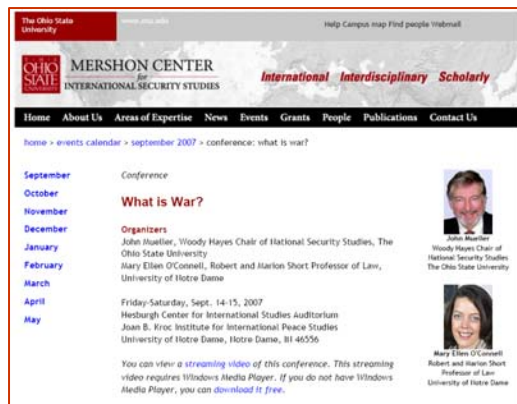 The Ohio State
University
www.osu.edu
Help Campus map Find people Webmail
THE
OHIO
STATE
UNIVERSITY
MERSHON CENTER
for
INTERNATIONAL SECURITY STUDIES
International Interdisciplinary Scholarly
Home About Us Areas of Expertise News Events Grants People Publications Contact Us
home > events calendar > september 2007 > conference: what is war?
September
October
November
December
January
February
March
April
May
Conference
What is War?
Organizers
John Mueller, Woody Hayes Chair of National Security Studies, The
Ohio State University
Mary Ellen O'Connell, Robert and Marion Short Professor of Law,
University of Notre Dame
Friday-Saturday, Sept. 14-15, 2007
Hesburgh Center for International Studies Auditorium
Joan B. Kroc Institute for International Peace Studies
University of Notre Dame, Notre Dame, IN 46556
You can view a streaming video of this conference. This streaming
video requires Windows Media Player. If you do not have Windows
Media Player, you can download it free.
John Mueller
Woody Hayes Chair of
National Security Studies
The Ohio State University
Mary Ellen O'Connell
Robert and Marion Short
Professor of Law
University of Notre Dame